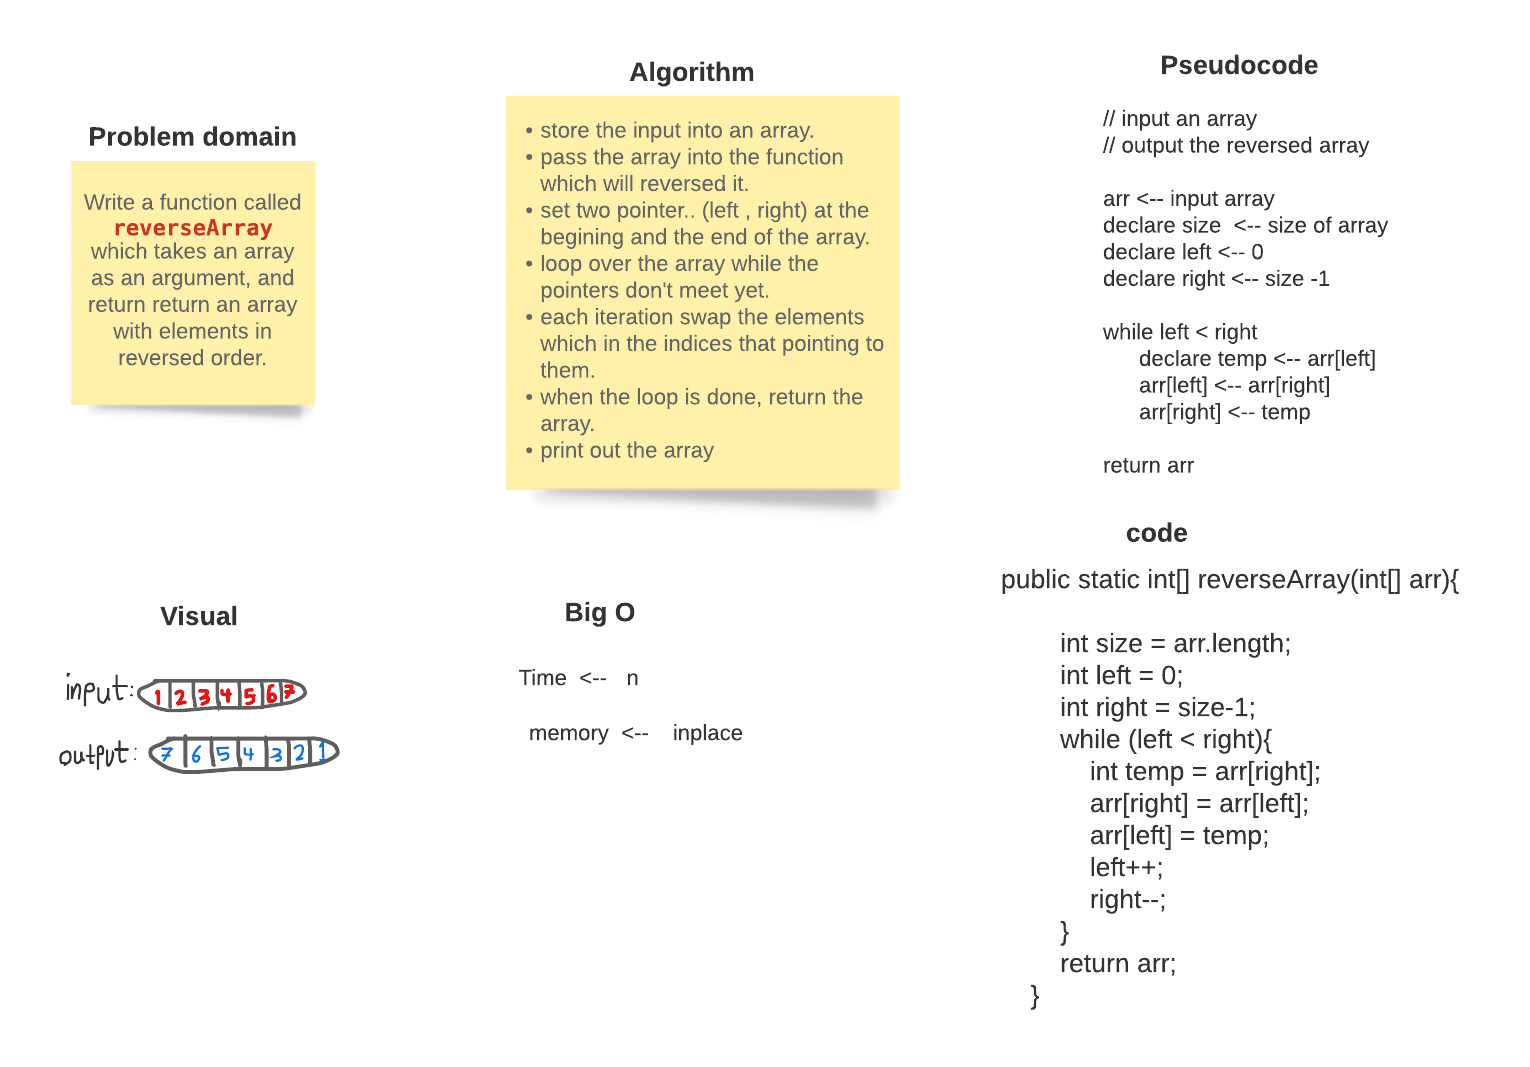 Problem domain
Write a function called
reverseArray
which takes an array
as an argument, and
return return an array
with elements in
reversed order.
Algorithm
• store the input into an array.
• pass the array into the function
which will reversed it.
• set two pointer.. (left , right) at the
begining and the end of the array.
• loop over the array while the
pointers don't meet yet.
• each iteration swap the elements
which in the indices that pointing to
them.
• when the loop is done, return the
array.
• print out the array
Pseudocode
// input an array
// output the reversed array
arr <-- input array
declare size <-- size of array
declare left <-- 0
declare right <-- size -1
while left < right
declare temp <-- arr[left]
arr[left] <-- arr[right]
arr[right] <-- temp
return arr
Visual
input: 1 2 3 4 5 6 7
output: 7 6 5 4 3 2 1
Big O
Time <-- n
memory <-- inplace
code
public static int[] reverseArray(int[] arr){
int size = arr.length;
int left = 0;
int right = size-1;
while (left < right){
int temp = arr[right];
arr[right] = arr[left];
arr[left] = temp;
left++;
right--;
}
return arr;
}